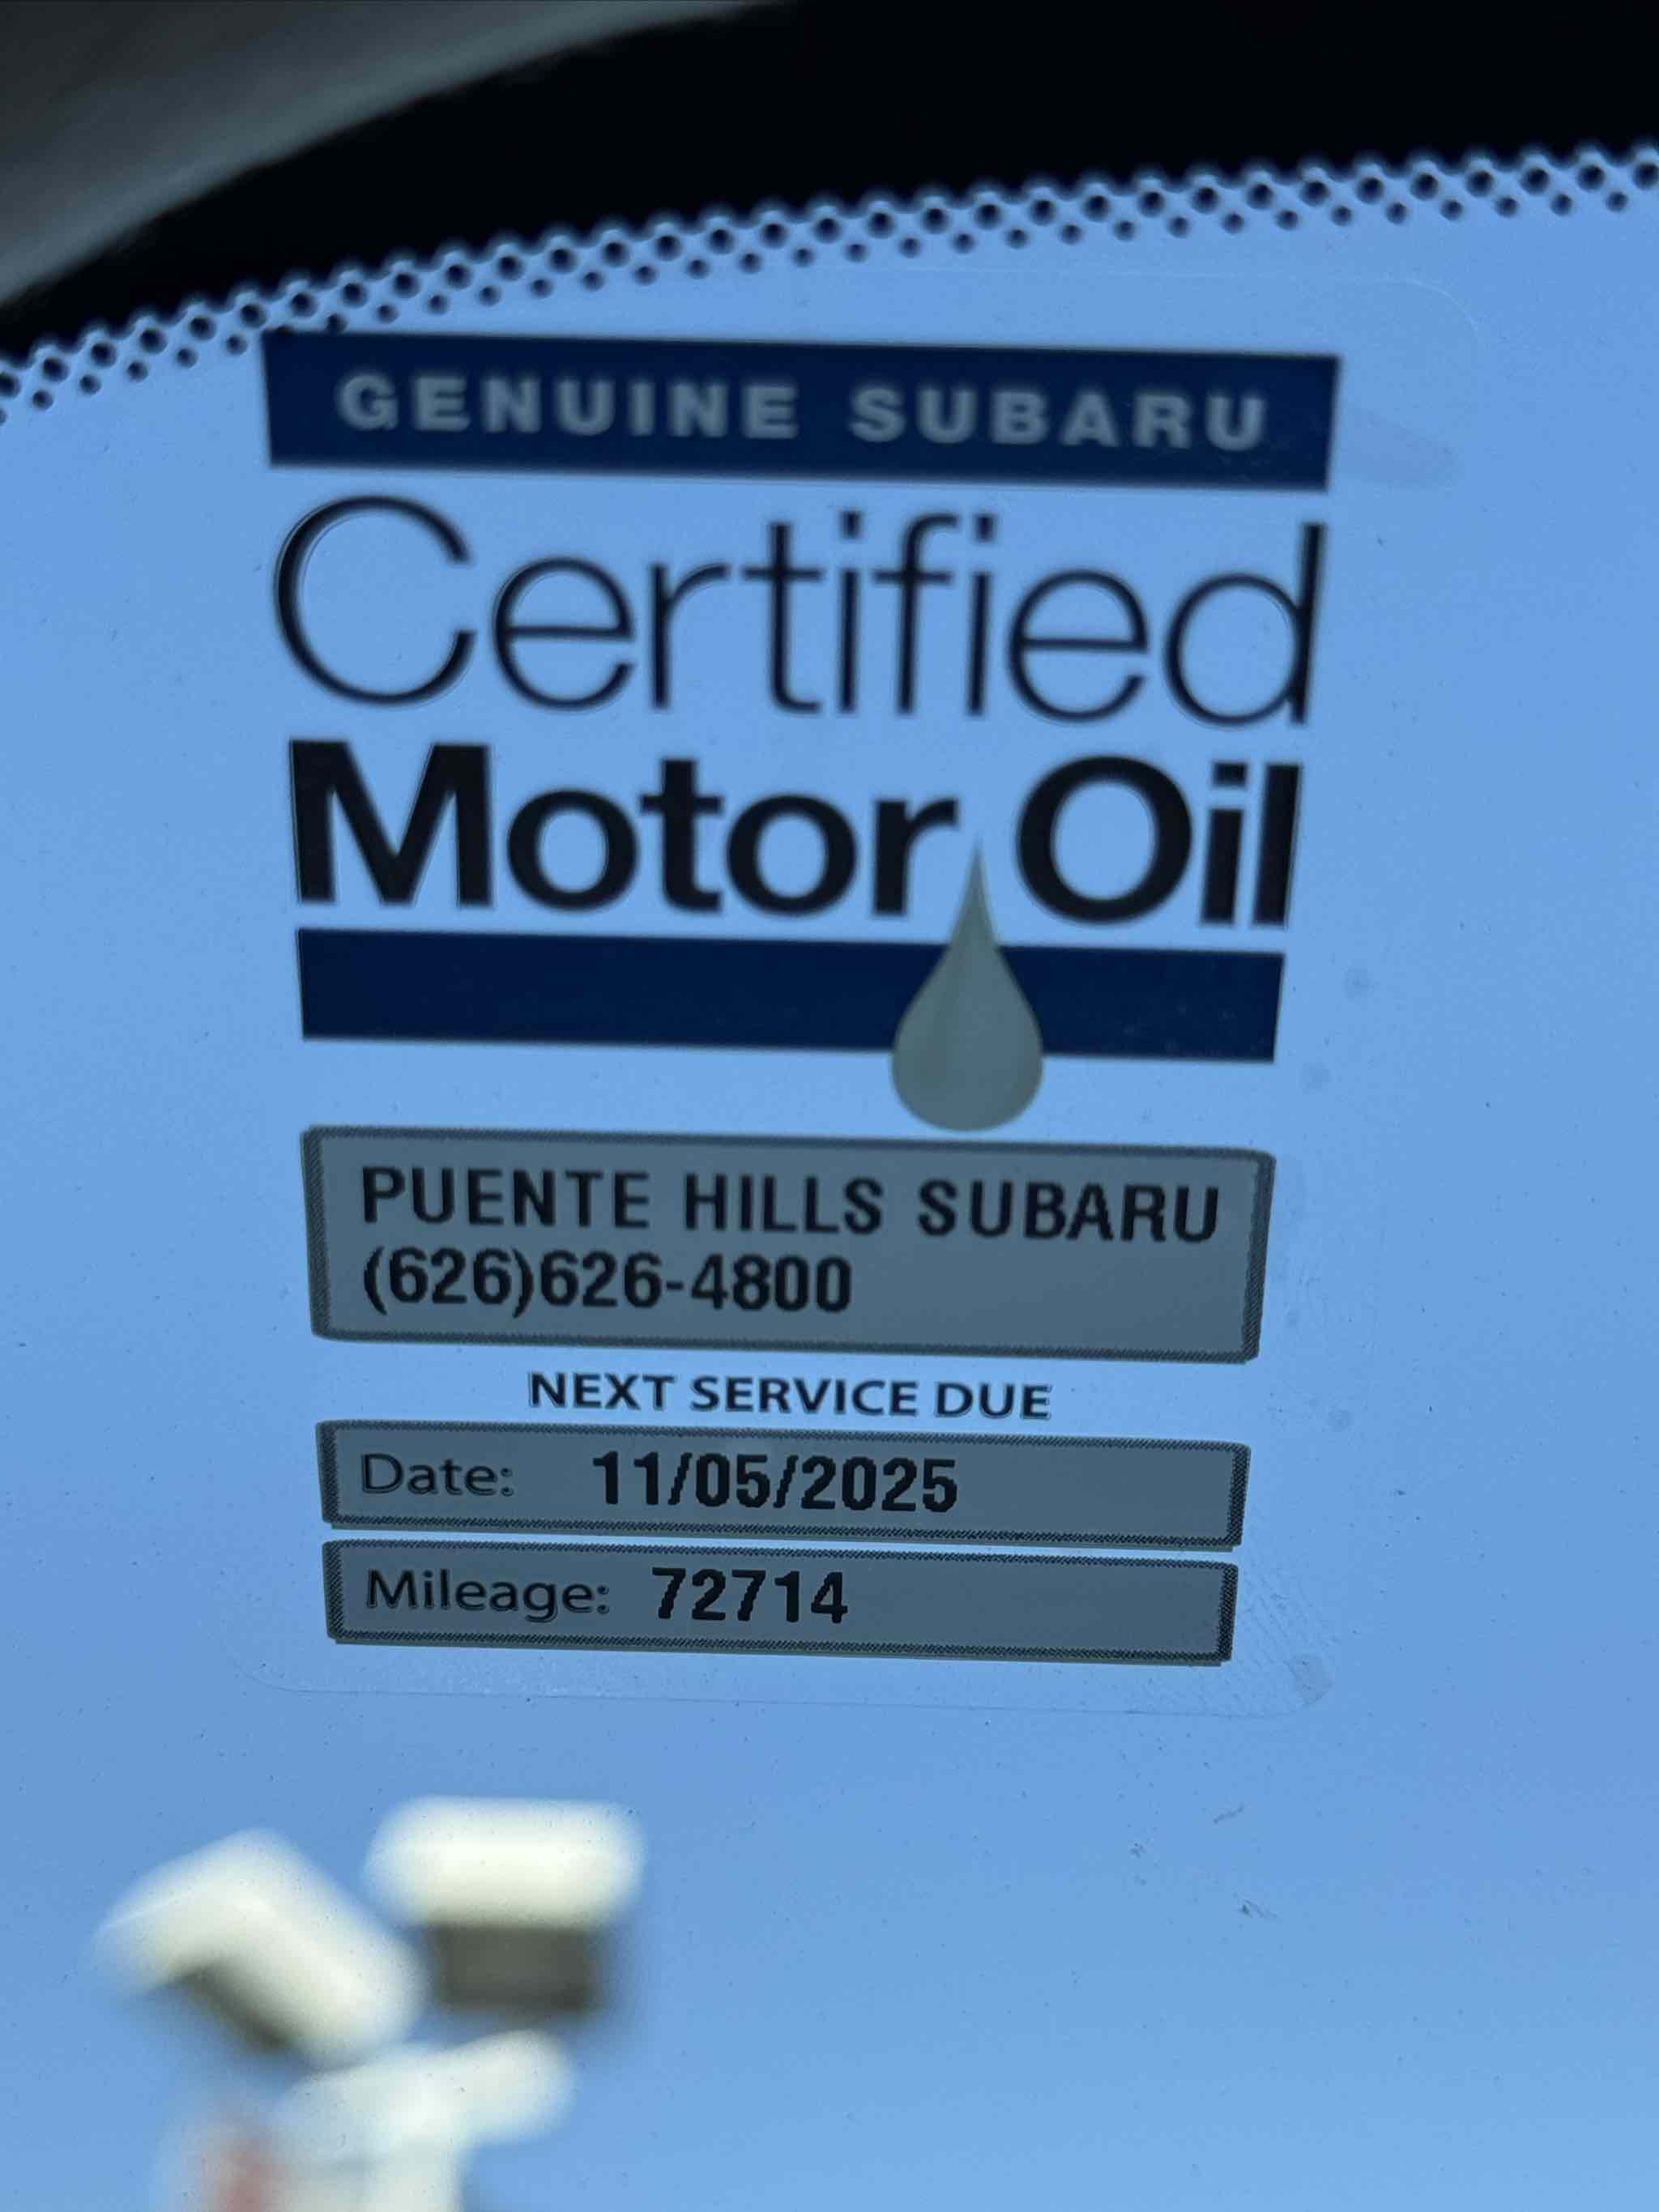 GENUINE SUBARU
Certified
Motor Oil
PUENTE HILLS SUBARU
(626)626-4800
NEXT SERVICE DUE
Date: 11/05/2025
Mileage: 72714